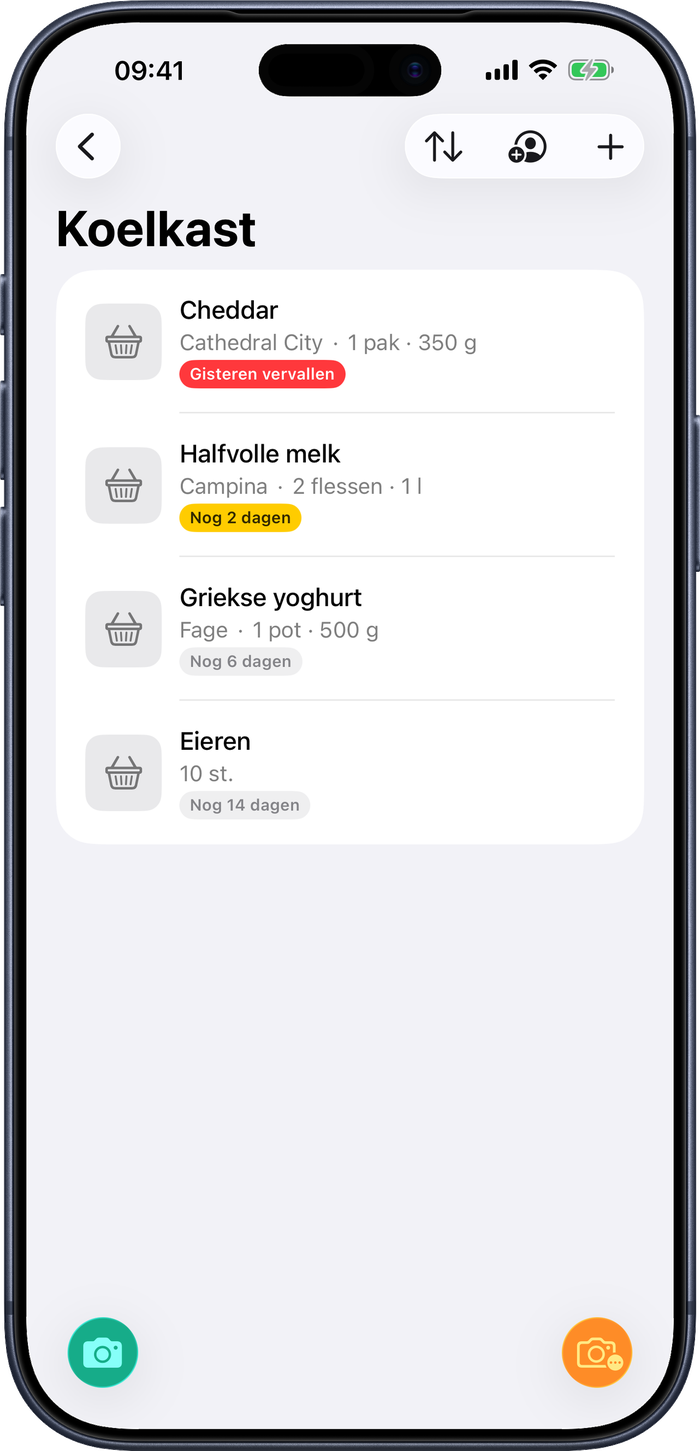 09:41
Koelkast
Cheddar
Cathedral City · 1 pak · 350 g
Gisteren vervallen
Halfvolle melk
Campina · 2 flessen · 1 l
Nog 2 dagen
Griekse yoghurt
Fage · 1 pot · 500 g
Nog 6 dagen
Eieren
10 st.
Nog 14 dagen